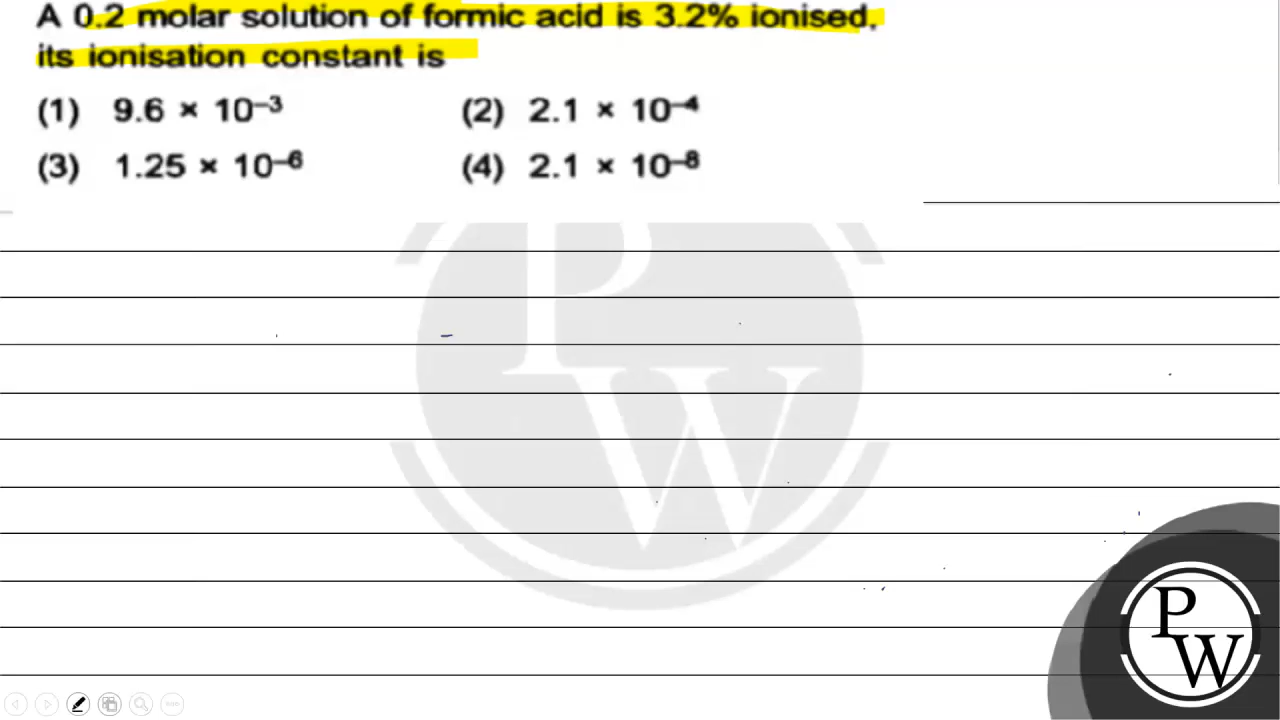 A 0.2 molar solution of formic acid is 3.2% ionised,
its ionisation constant is
(1) 9.6 × 10⁻³ (2) 2.1 × 10⁻⁴
(3) 1.25 × 10⁻⁶ (4) 2.1 × 10⁻⁸
P
W
P
W